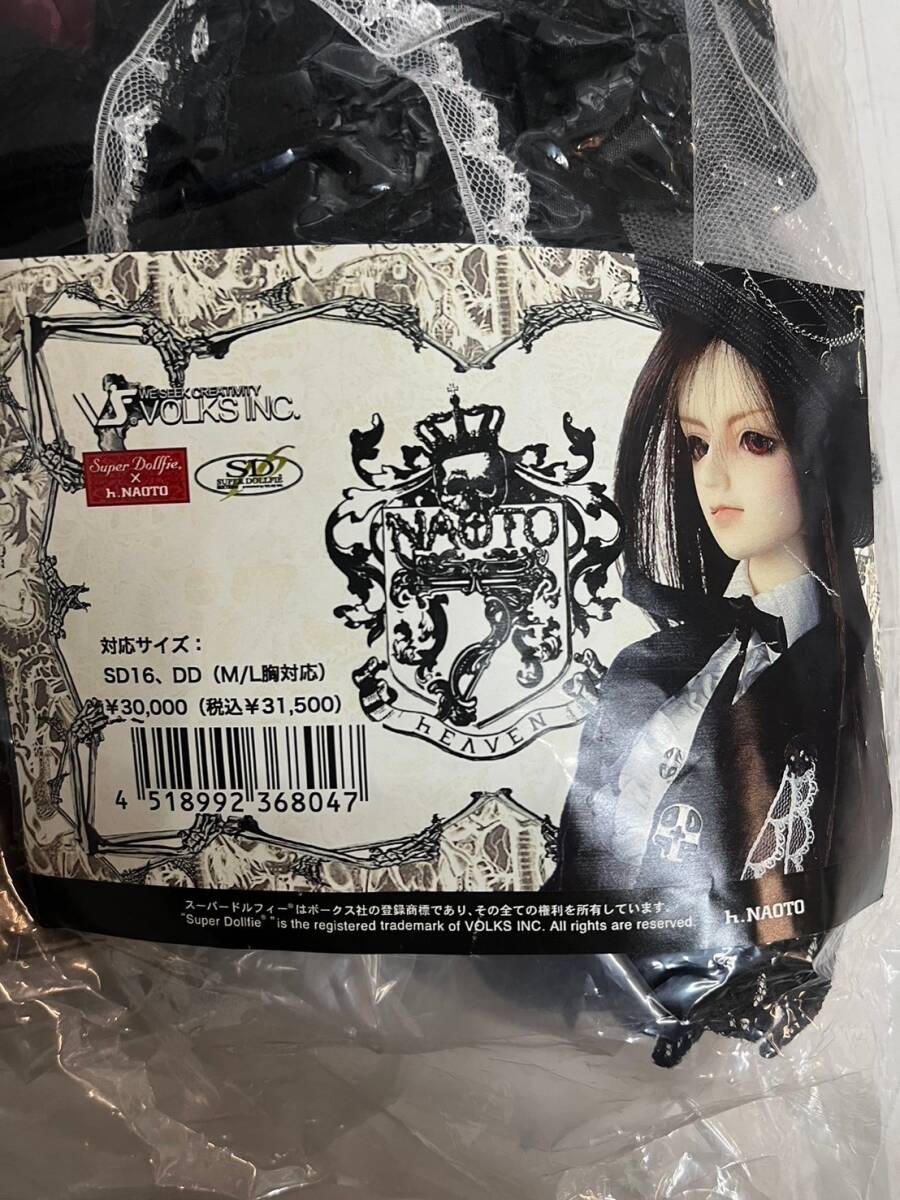 WE SEEK CREATIVITY
VS. VOLKS INC.
Super Dollfie®
×
h.NAOTO
SD16
SUPER DOLLFIE
NAOTO
対応サイズ：
SD16、DD（M/L胸対応）
¥30,000（税込¥31,500）
hEAVEN
4 518992 368047
スーパードルフィー®はボークス社の登録商標であり、その全ての権利を所有しています。
"Super Dollfie®" is the registered trademark of VOLKS INC. All rights are reserved.
h.NAOTO